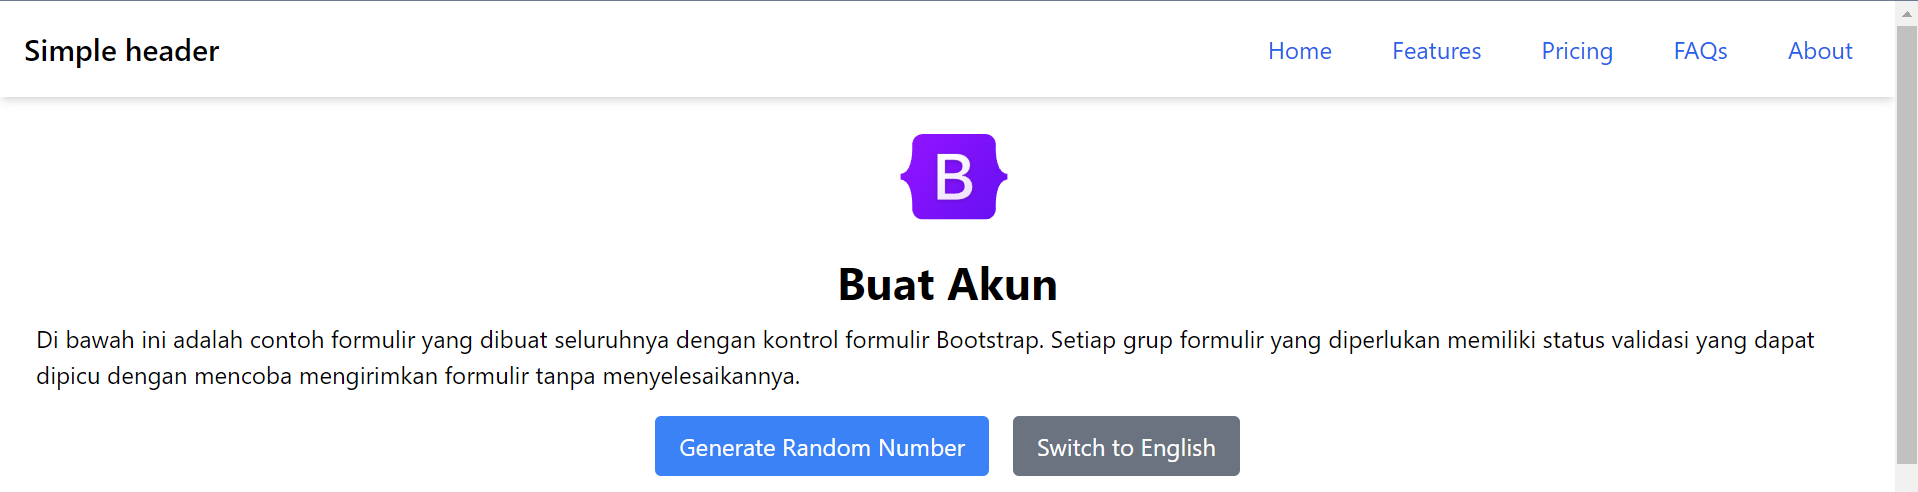 Simple header
Home Features Pricing FAQs About
B
Buat Akun
Di bawah ini adalah contoh formulir yang dibuat seluruhnya dengan kontrol formulir Bootstrap. Setiap grup formulir yang diperlukan memiliki status validasi yang dapat
dipicu dengan mencoba mengirimkan formulir tanpa menyelesaikannya.
Generate Random Number
Switch to English